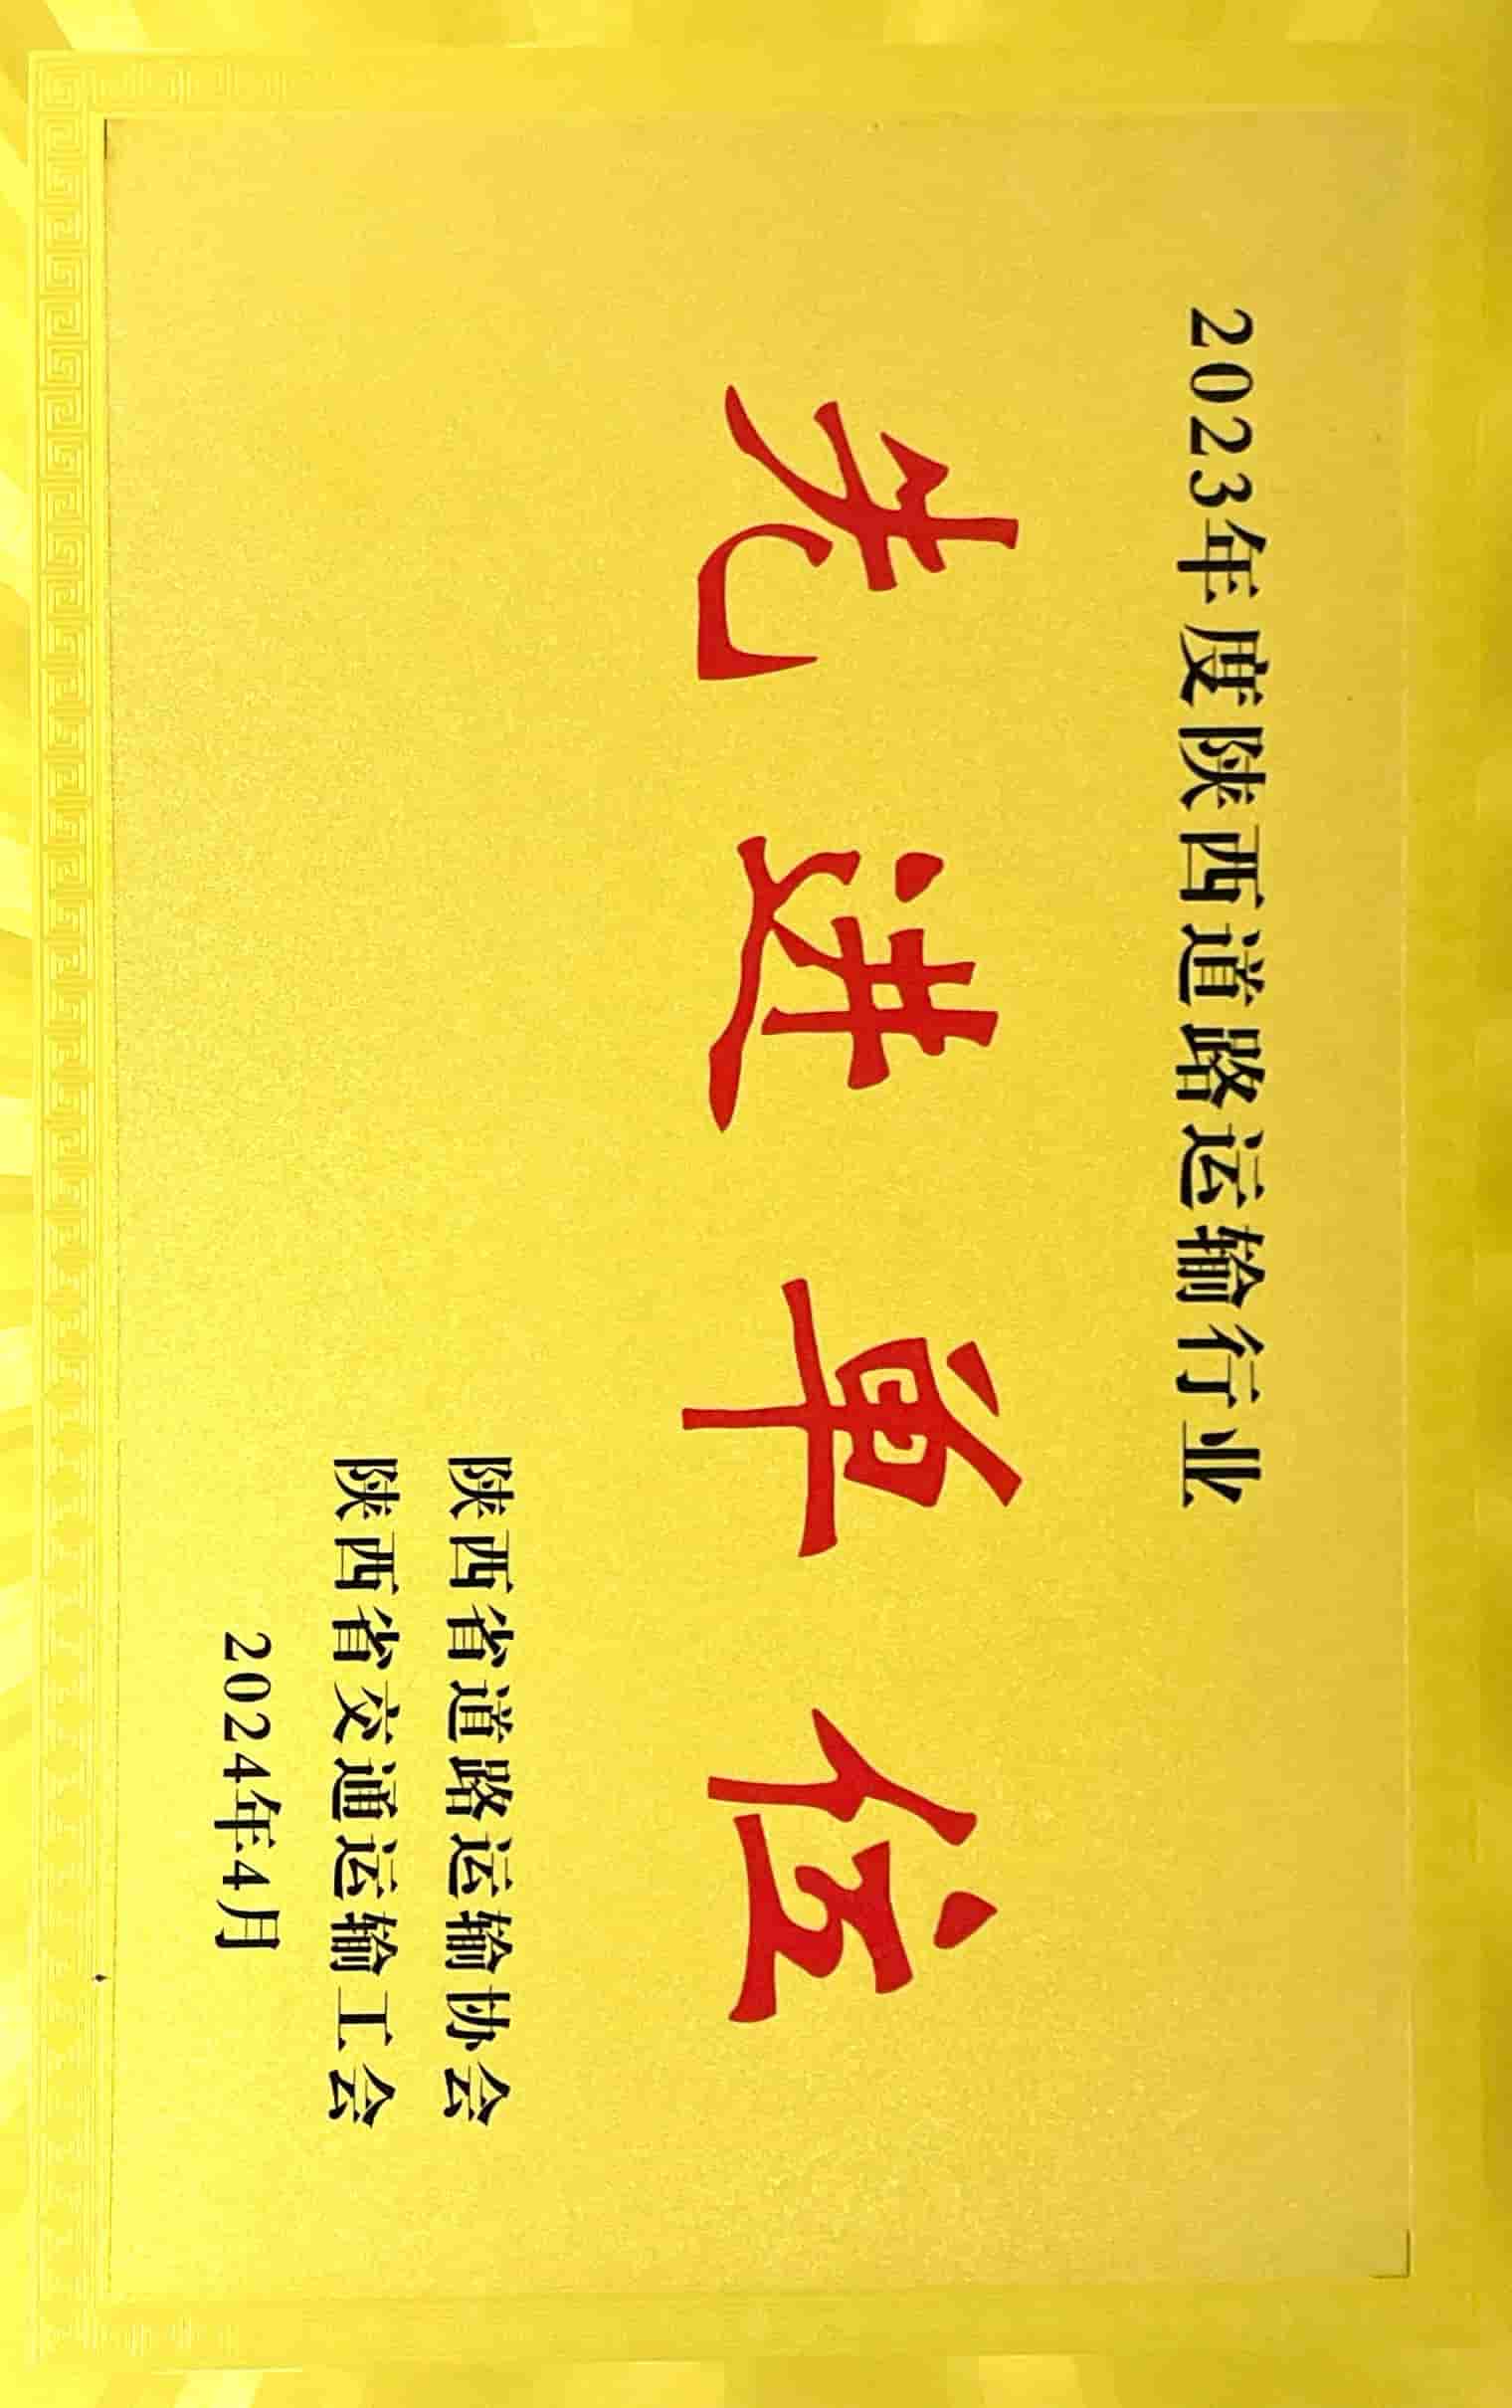 2023年度陕西道路运输行业
先进单位
陕西省道路运输协会
陕西省交通运输工会
2024年4月